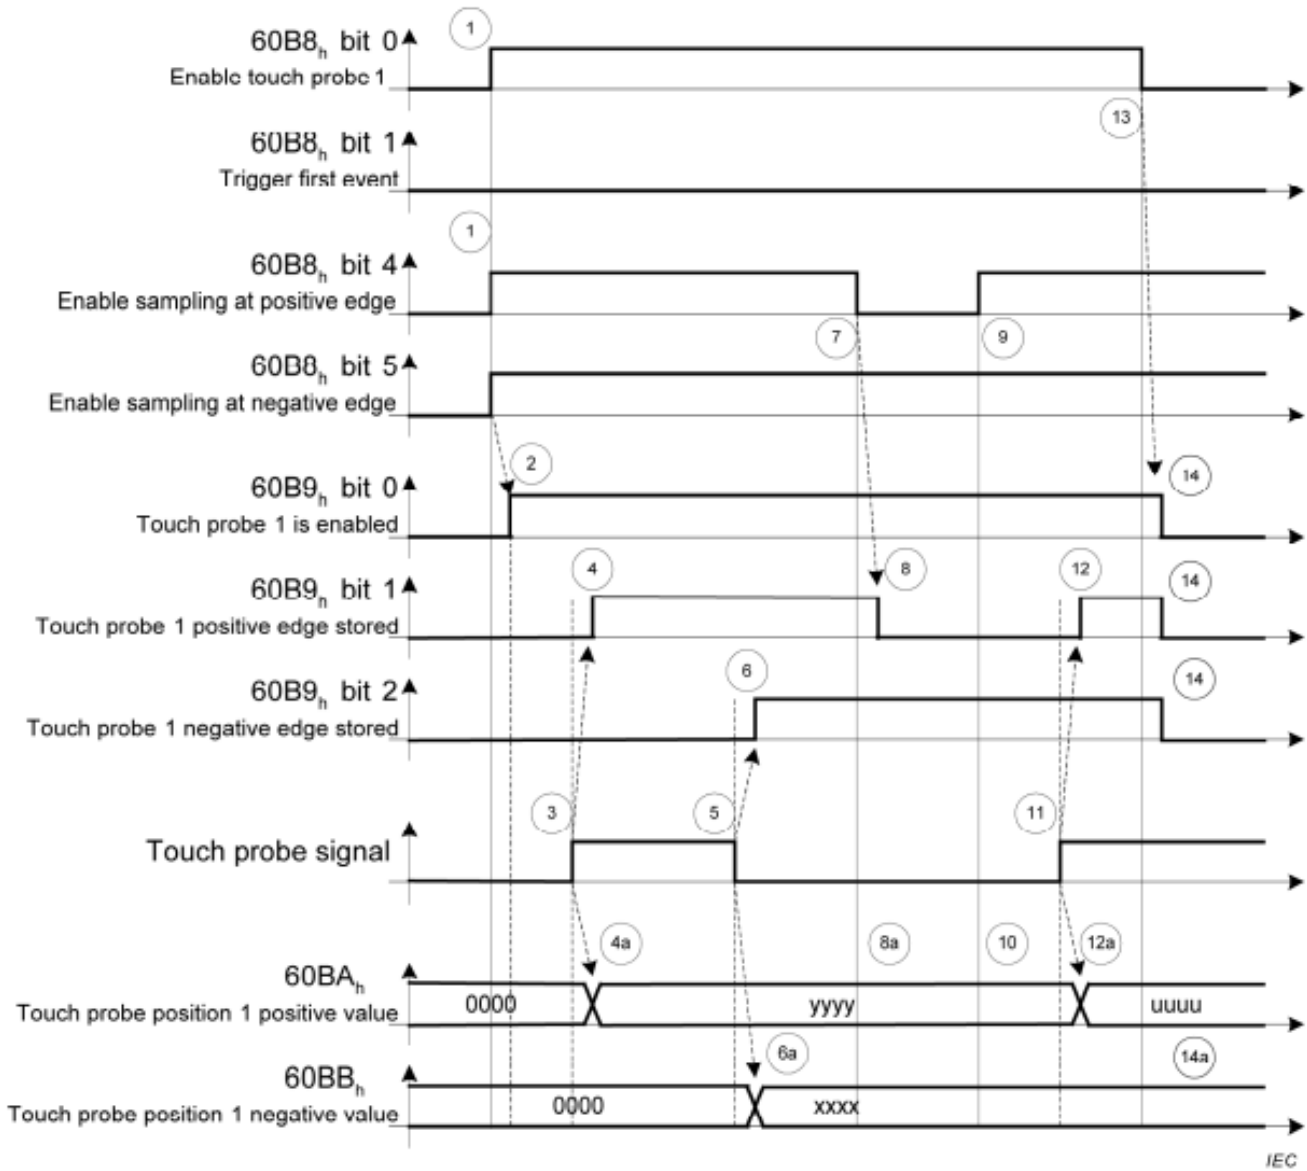 1
60B8h bit 0
Enable touch probe 1
13
60B8h bit 1
Trigger first event
1
60B8h bit 4
Enable sampling at positive edge
7 9
60B8h bit 5
Enable sampling at negative edge
2
60B9h bit 0 14
Touch probe 1 is enabled
4 8 12 14
60B9h bit 1
Touch probe 1 positive edge stored
6 14
60B9h bit 2
Touch probe 1 negative edge stored
3 5 11
Touch probe signal
4a 8a 10 12a
60BAh
0000 yyyy uuuu
Touch probe position 1 positive value
6a 14a
60BBh
0000 xxxx
Touch probe position 1 negative value
IEC